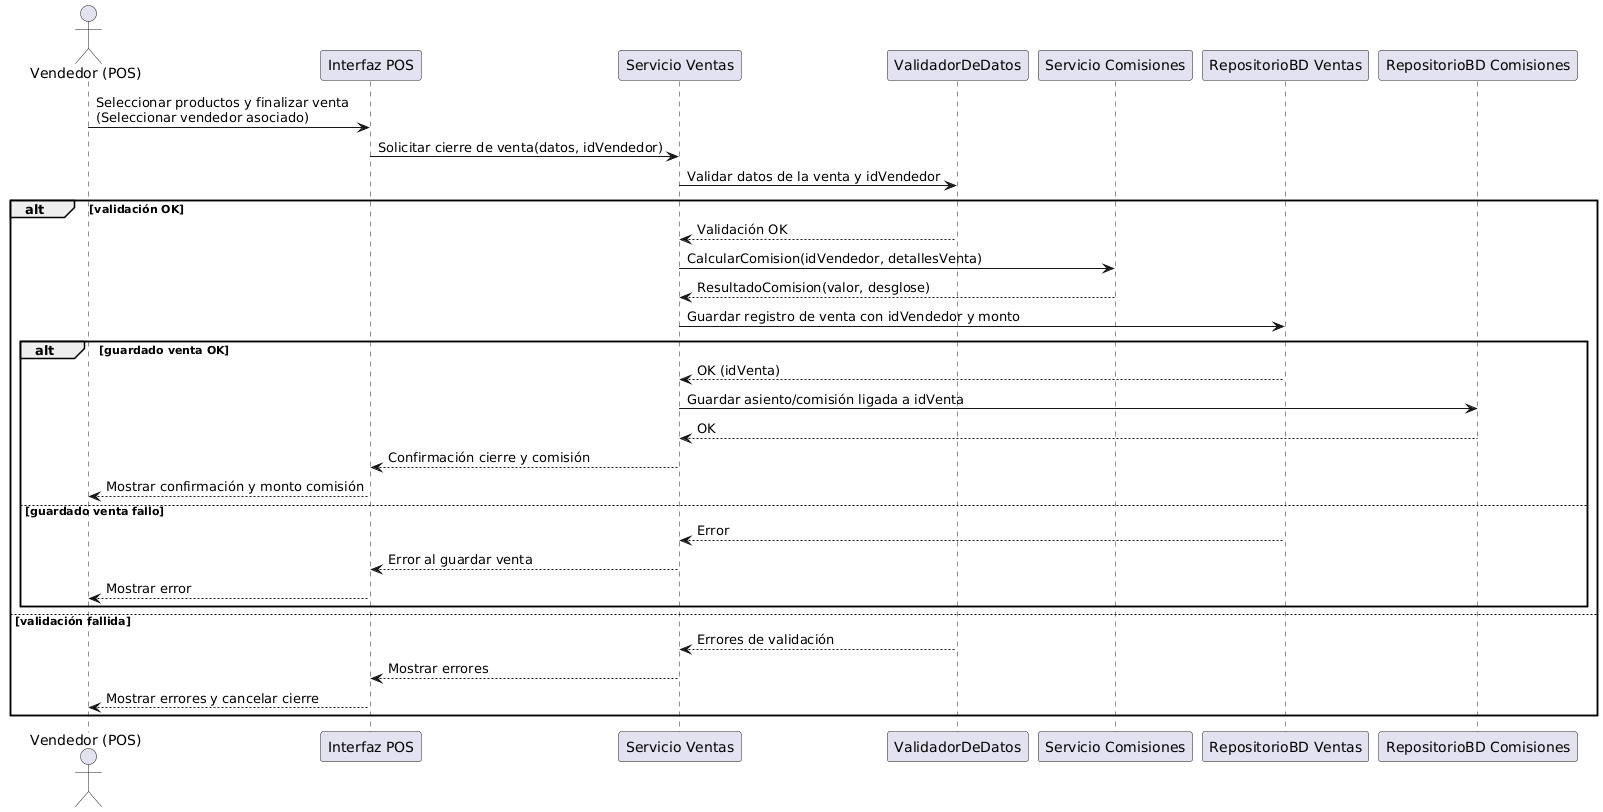 Vendedor (POS)
Interfaz POS
Servicio Ventas
ValidadorDeDatos
Servicio Comisiones
RepositorioBD Ventas
RepositorioBD Comisiones
Seleccionar productos y finalizar venta
(Seleccionar vendedor asociado)
Solicitar cierre de venta(datos, idVendedor)
Validar datos de la venta y idVendedor
alt
[validación OK]
Validación OK
CalcularComision(idVendedor, detallesVenta)
ResultadoComision(valor, desglose)
Guardar registro de venta con idVendedor y monto
alt
[guardado venta OK]
OK (idVenta)
Guardar asiento/comisión ligada a idVenta
OK
Confirmación cierre y comisión
Mostrar confirmación y monto comisión
[guardado venta fallo]
Error
Error al guardar venta
Mostrar error
[validación fallida]
Errores de validación
Mostrar errores
Mostrar errores y cancelar cierre
Vendedor (POS)
Interfaz POS
Servicio Ventas
ValidadorDeDatos
Servicio Comisiones
RepositorioBD Ventas
RepositorioBD Comisiones